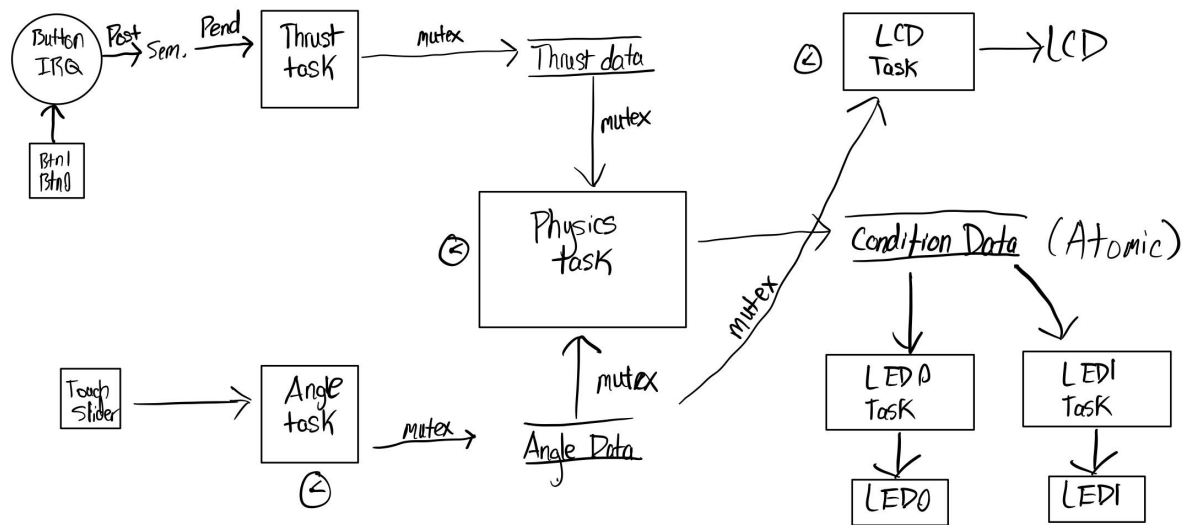 Button
IRQ
Post
Sem.
Pend
Thrust
task
mutex
Thrust data
LCD
Task
LCD
Btn1
Btn0
mutex
Physics
task
Condition Data (Atomic)
mutex
Touch
Slider
Angle
task
mutex
mutex
Angle Data
LED0
Task
LED1
Task
LED0
LED1